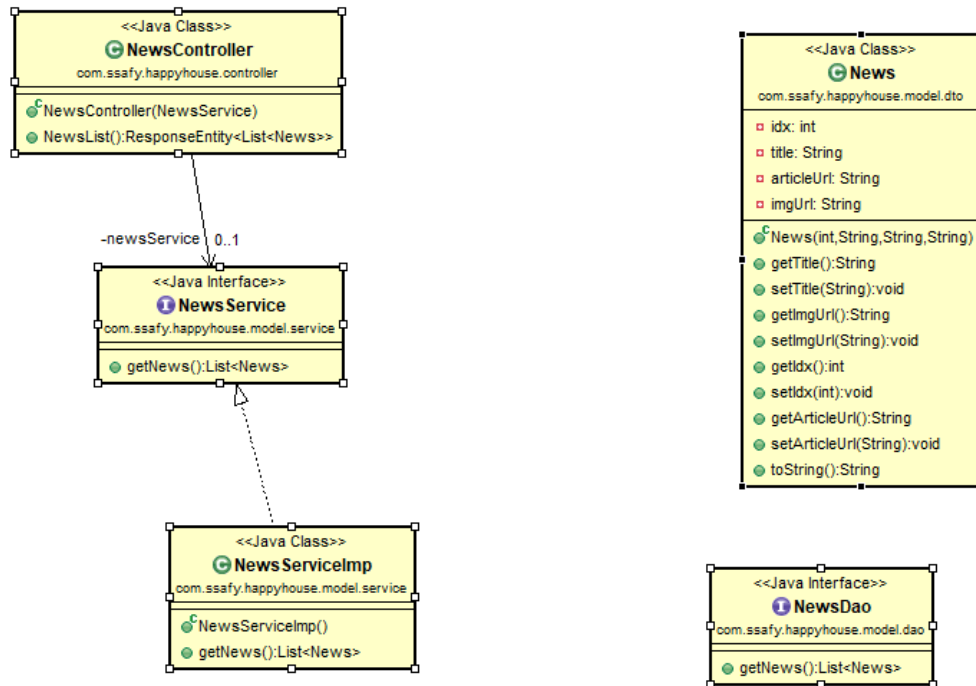 <<Java Class>>
NewsController
com.ssafy.happyhouse.controller
NewsController(NewsService)
NewsList():ResponseEntity<List<News>>
-newsService
0..1
<<Java Interface>>
NewsService
com.ssafy.happyhouse.model.service
getNews():List<News>
<<Java Class>>
NewsServiceImp
com.ssafy.happyhouse.model.service
NewsServiceImp()
getNews():List<News>
<<Java Class>>
News
com.ssafy.happyhouse.model.dto
idx: int
title: String
articleUrl: String
imgUrl: String
News(int,String,String,String)
getTitle():String
setTitle(String):void
getImgUrl():String
setImgUrl(String):void
getIdx():int
setIdx(int):void
getArticleUrl():String
setArticleUrl(String):void
toString():String
<<Java Interface>>
NewsDao
com.ssafy.happyhouse.model.dao
getNews():List<News>